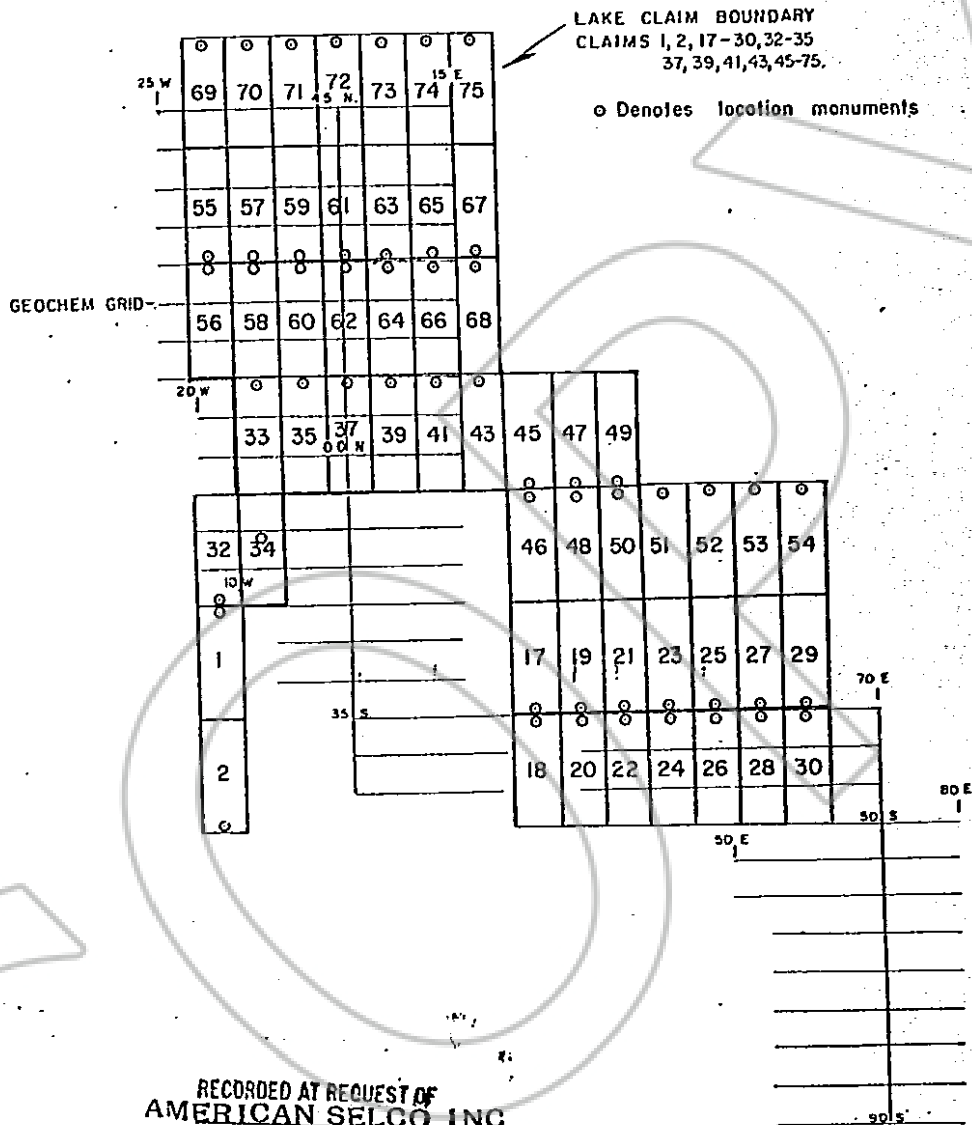 LAKE CLAIM BOUNDARY
CLAIMS 1, 2, 17-30, 32-35
37, 39, 41, 43, 45-75.
⊙ Denotes location monuments
25 W
15 E
69 70 71 72 73 74 75
45 N.
55 57 59 61 63 65 67
GEOCHEM GRID
56 58 60 62 64 66 68
20 W
33 35 37 39 41 43 45 47 49
0 0 N
32 34 46 48 50 51 52 53 54
10 W
1 17 19 21 23 25 27 29
70 E
35 S
2 18 20 22 24 26 28 30
80 E
50 S
50 E
RECORDED AT REQUEST OF
AMERICAN SELCO INC
90 S